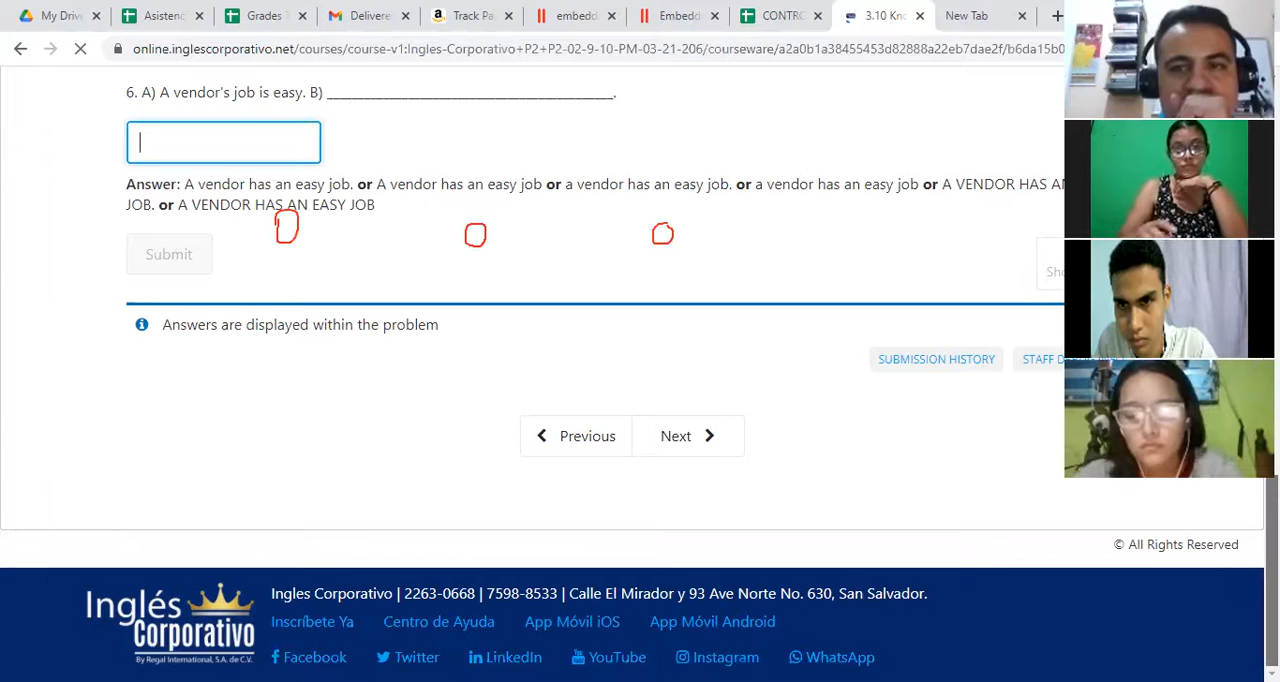 My Driv
Asistenc
Grades T
Delivere
Track Pa
embedd
Embedd
CONTRO
3.10 Kno
New Tab
online.inglescorporativo.net/courses/course-v1:Ingles-Corporativo+P2+P2-02-9-10-PM-03-21-206/courseware/a2a0b1a38455453d82888a22eb7dae2f/b6da15b0
6. A) A vendor's job is easy. B) ________________________________________.
Answer: A vendor has an easy job. or A vendor has an easy job or a vendor has an easy job. or a vendor has an easy job or A VENDOR HAS AN
JOB. or A VENDOR HAS AN EASY JOB
Submit
Sho
Answers are displayed within the problem
SUBMISSION HISTORY
STAFF D
Previous
Next
© All Rights Reserved
Inglés
Corporativo
By Regal International, S.A. de C.V.
Ingles Corporativo | 2263-0668 | 7598-8533 | Calle El Mirador y 93 Ave Norte No. 630, San Salvador.
Inscríbete Ya
Centro de Ayuda
App Móvil iOS
App Móvil Android
Facebook
Twitter
LinkedIn
YouTube
Instagram
WhatsApp